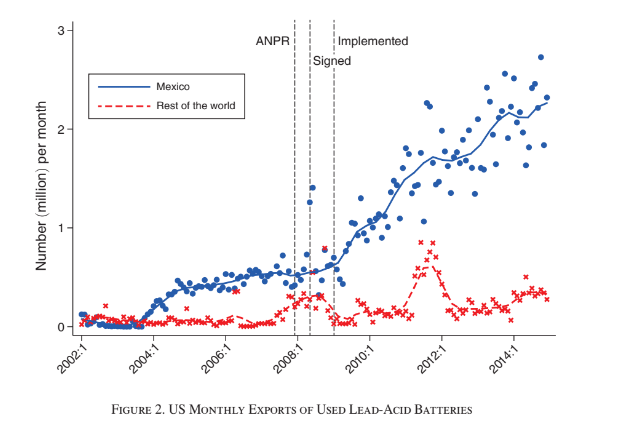 3
ANPR
Implemented
Signed
Mexico
Rest of the world
2
1
0
Number (million) per month
2002:1
2004:1
2006:1
2008:1
2010:1
2012:1
2014:1
Figure 2. US Monthly Exports of Used Lead-Acid Batteries